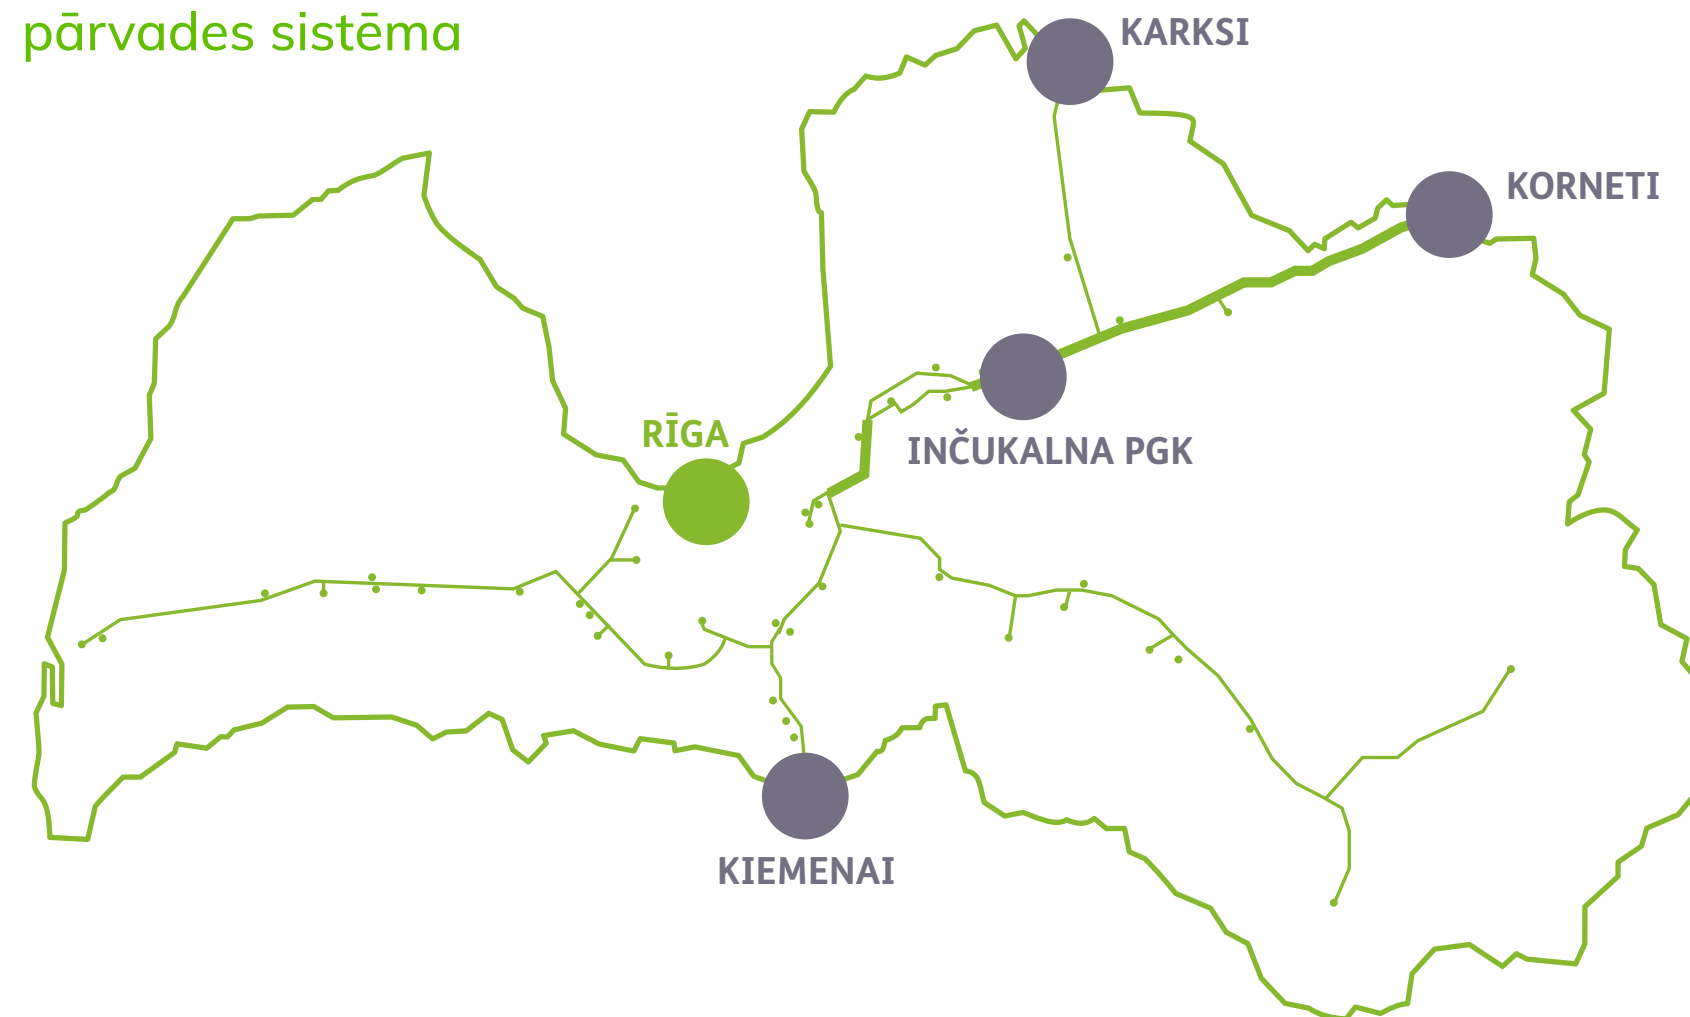 pārvades sistēma
KARKSI
KORNETI
RĪGA
INČUKALNA PGK
KIEMENAI